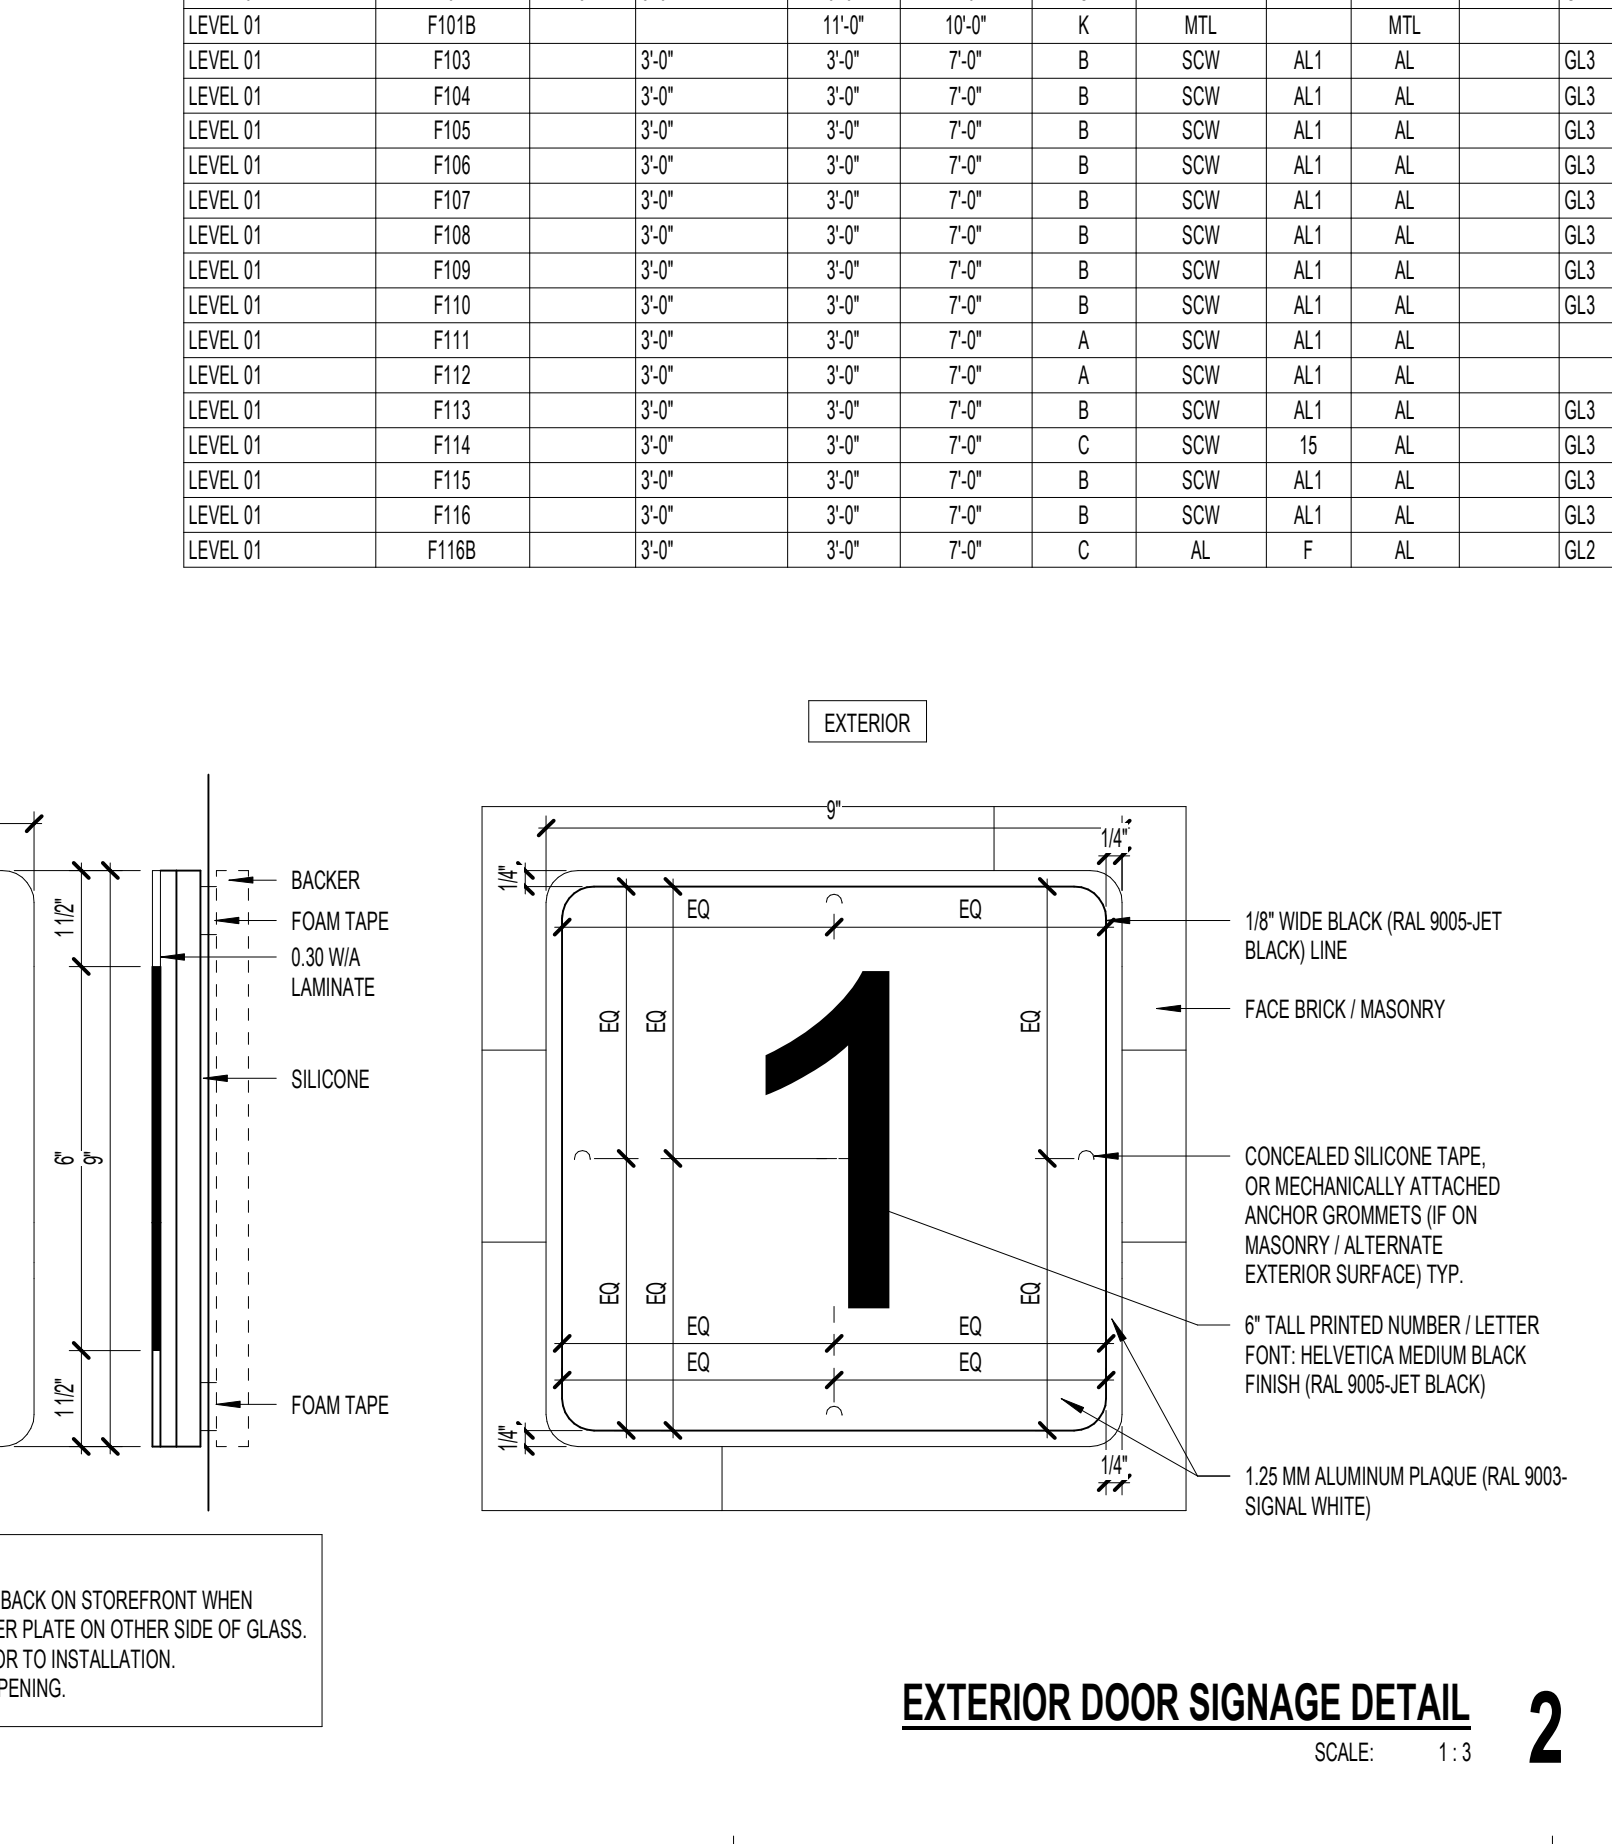 LEVEL 01 F101B 11'-0" 10'-0" K MTL MTL
LEVEL 01 F103 3'-0" 3'-0" 7'-0" B SCW AL1 AL GL3
LEVEL 01 F104 3'-0" 3'-0" 7'-0" B SCW AL1 AL GL3
LEVEL 01 F105 3'-0" 3'-0" 7'-0" B SCW AL1 AL GL3
LEVEL 01 F106 3'-0" 3'-0" 7'-0" B SCW AL1 AL GL3
LEVEL 01 F107 3'-0" 3'-0" 7'-0" B SCW AL1 AL GL3
LEVEL 01 F108 3'-0" 3'-0" 7'-0" B SCW AL1 AL GL3
LEVEL 01 F109 3'-0" 3'-0" 7'-0" B SCW AL1 AL GL3
LEVEL 01 F110 3'-0" 3'-0" 7'-0" B SCW AL1 AL GL3
LEVEL 01 F111 3'-0" 3'-0" 7'-0" A SCW AL1 AL
LEVEL 01 F112 3'-0" 3'-0" 7'-0" A SCW AL1 AL
LEVEL 01 F113 3'-0" 3'-0" 7'-0" B SCW AL1 AL GL3
LEVEL 01 F114 3'-0" 3'-0" 7'-0" C SCW 15 AL GL3
LEVEL 01 F115 3'-0" 3'-0" 7'-0" B SCW AL1 AL GL3
LEVEL 01 F116 3'-0" 3'-0" 7'-0" B SCW AL1 AL GL3
LEVEL 01 F116B 3'-0" 3'-0" 7'-0" C AL F AL GL2
1 1/2"
6"
9"
1 1/2"
BACKER
FOAM TAPE
0.30 W/A
LAMINATE
SILICONE
FOAM TAPE
BACK ON STOREFRONT WHEN
ER PLATE ON OTHER SIDE OF GLASS.
OR TO INSTALLATION.
PENING.
EXTERIOR
9"
1/4"
1/4"
EQ EQ
EQ EQ EQ
1
EQ EQ EQ
EQ EQ
EQ EQ
1/4"
1/4"
1/8" WIDE BLACK (RAL 9005-JET
BLACK) LINE
FACE BRICK / MASONRY
CONCEALED SILICONE TAPE,
OR MECHANICALLY ATTACHED
ANCHOR GROMMETS (IF ON
MASONRY / ALTERNATE
EXTERIOR SURFACE) TYP.
6" TALL PRINTED NUMBER / LETTER
FONT: HELVETICA MEDIUM BLACK
FINISH (RAL 9005-JET BLACK)
1.25 MM ALUMINUM PLAQUE (RAL 9003-
SIGNAL WHITE)
EXTERIOR DOOR SIGNAGE DETAIL 2
SCALE: 1 : 3